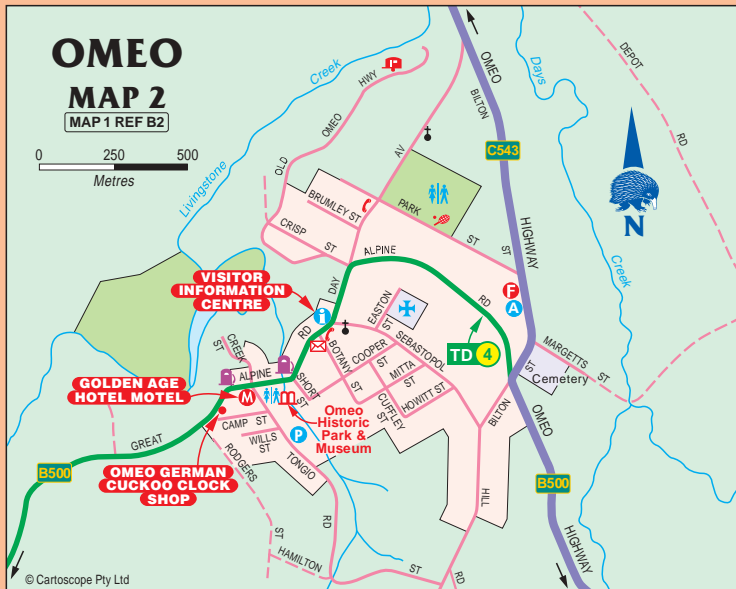 OMEO
MAP 2
MAP 1 REF B2
0 250 500
Metres
Creek
Livingstone
OLD
OMEO
HWY
OMEO
BILTON
C543
HIGHWAY
ST
Days
Creek
DEPOT
RD
N
AV
PARK
ST
BRUMLEY ST
CRISP
ST
ALPINE
RD
DAY
VISITOR
INFORMATION
CENTRE
i
EASTON
ST
F
A
TD 4
MARGETTS
ST
Cemetery
RD
CREEK
ST
ALPINE
SHORT
ST
BOTANY
ST
COOPER
ST
SEBASTOPOL
MITTA
ST
HOWITT ST
CUFFLEY
ST
BILTON
OMEO
GOLDEN AGE
HOTEL MOTEL
M
m
Omeo
Historic
Park &
Museum
P
CAMP ST
WILLS
ST
GREAT
B500
OMEO GERMAN
CUCKOO CLOCK
SHOP
RODGERS
ST
TONGIO
RD
HILL
RD
B500
HIGHWAY
HAMILTON
ST
© Cartoscope Pty Ltd